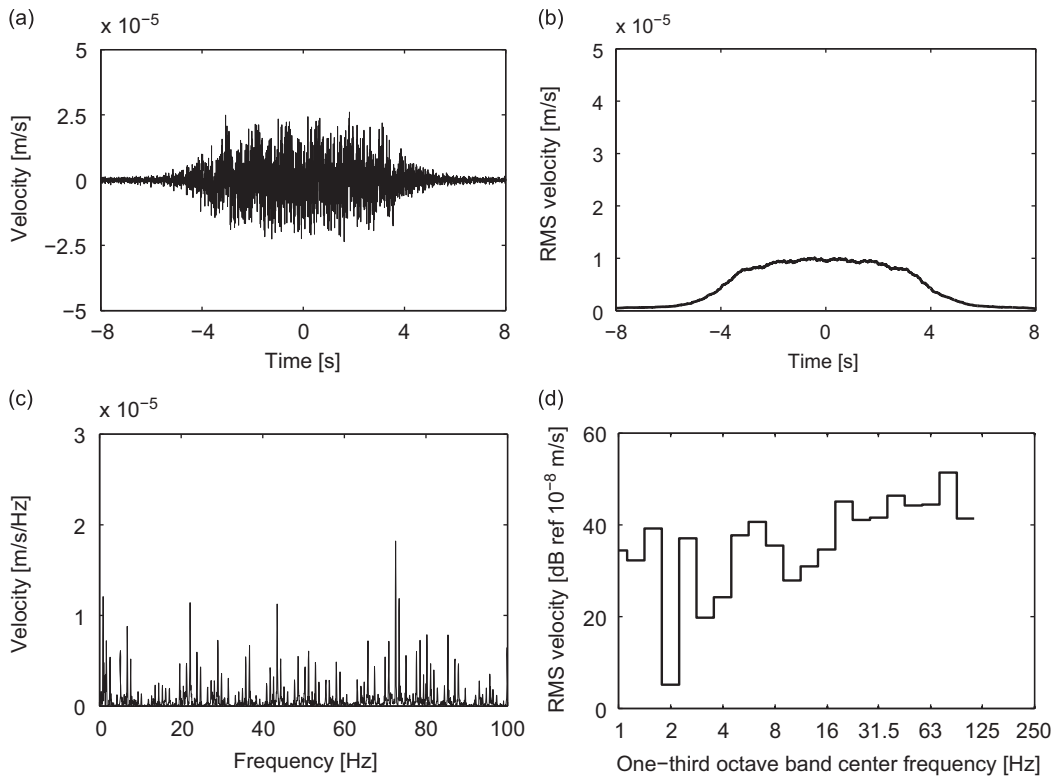 (a)
x 10−5
5
2.5
0
−2.5
−5
−8 −4 0 4 8
Time [s]
Velocity [m/s]
(b)
x 10−5
5
4
3
2
1
0
−8 −4 0 4 8
Time [s]
RMS velocity [m/s]
(c)
x 10−5
3
2
1
0
0 20 40 60 80 100
Frequency [Hz]
Velocity [m/s/Hz]
(d)
60
40
20
0
1 2 4 8 16 31.5 63 125 250
One−third octave band center frequency [Hz]
RMS velocity [dB ref 10−8 m/s]